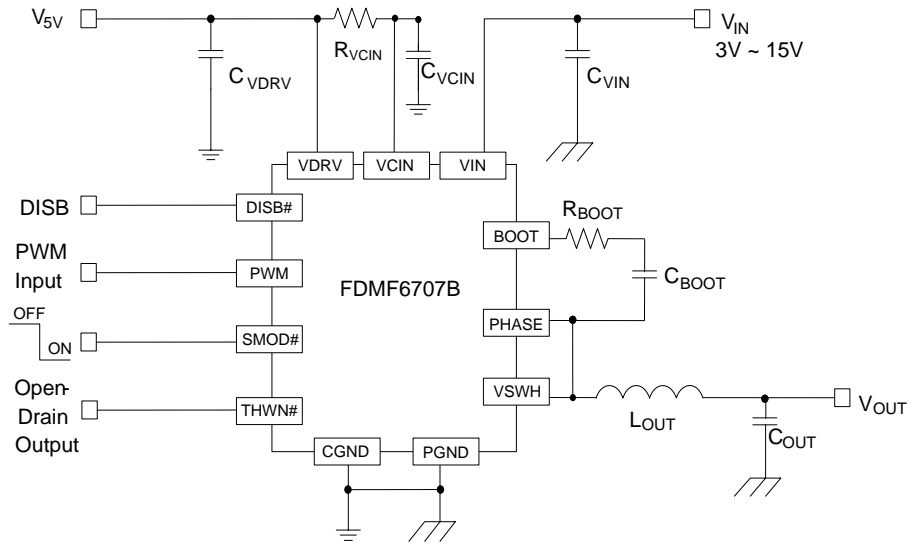 V5V
RVCIN
CVDRV
CVCIN
CVIN
VIN
3V ~ 15V
VDRV
VCIN
VIN
DISB
DISB#
BOOT
RBOOT
CBOOT
PWM
Input
PWM
FDMF6707B
OFF
ON
SMOD#
PHASE
VSWH
LOUT
VOUT
COUT
Open-
Drain
Output
THWN#
CGND
PGND